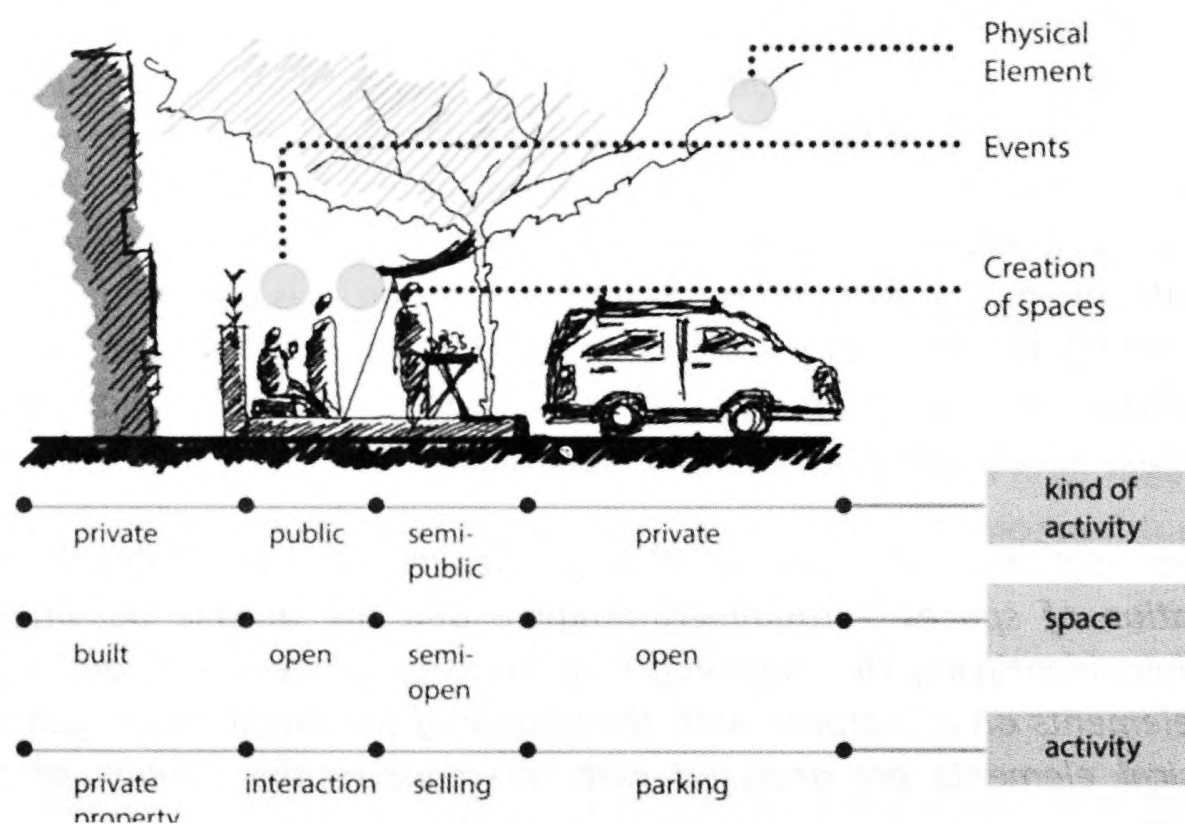 Physical
Element
Events
Creation
of spaces
kind of
activity
private
public
semi-
public
private
space
built
open
semi-
open
open
activity
private
property
interaction
selling
parking